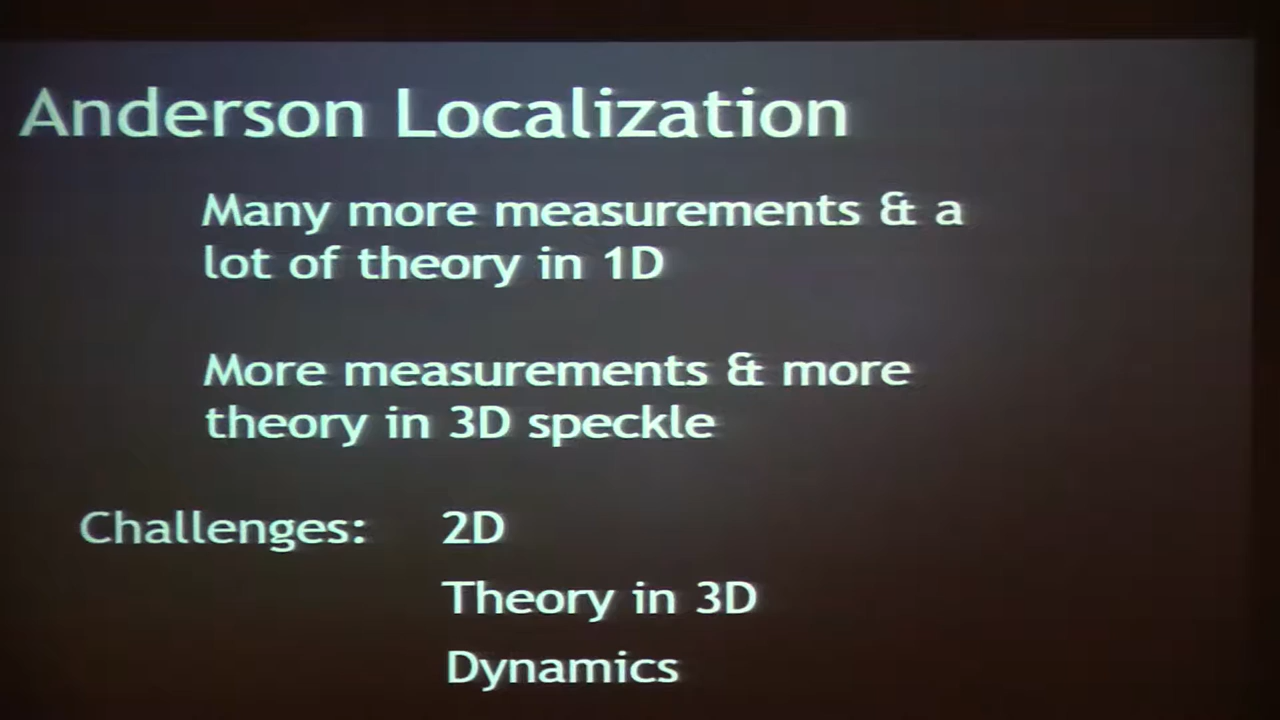 Anderson Localization
Many more measurements & a
lot of theory in 1D
More measurements & more
theory in 3D speckle
Challenges: 2D
Theory in 3D
Dynamics